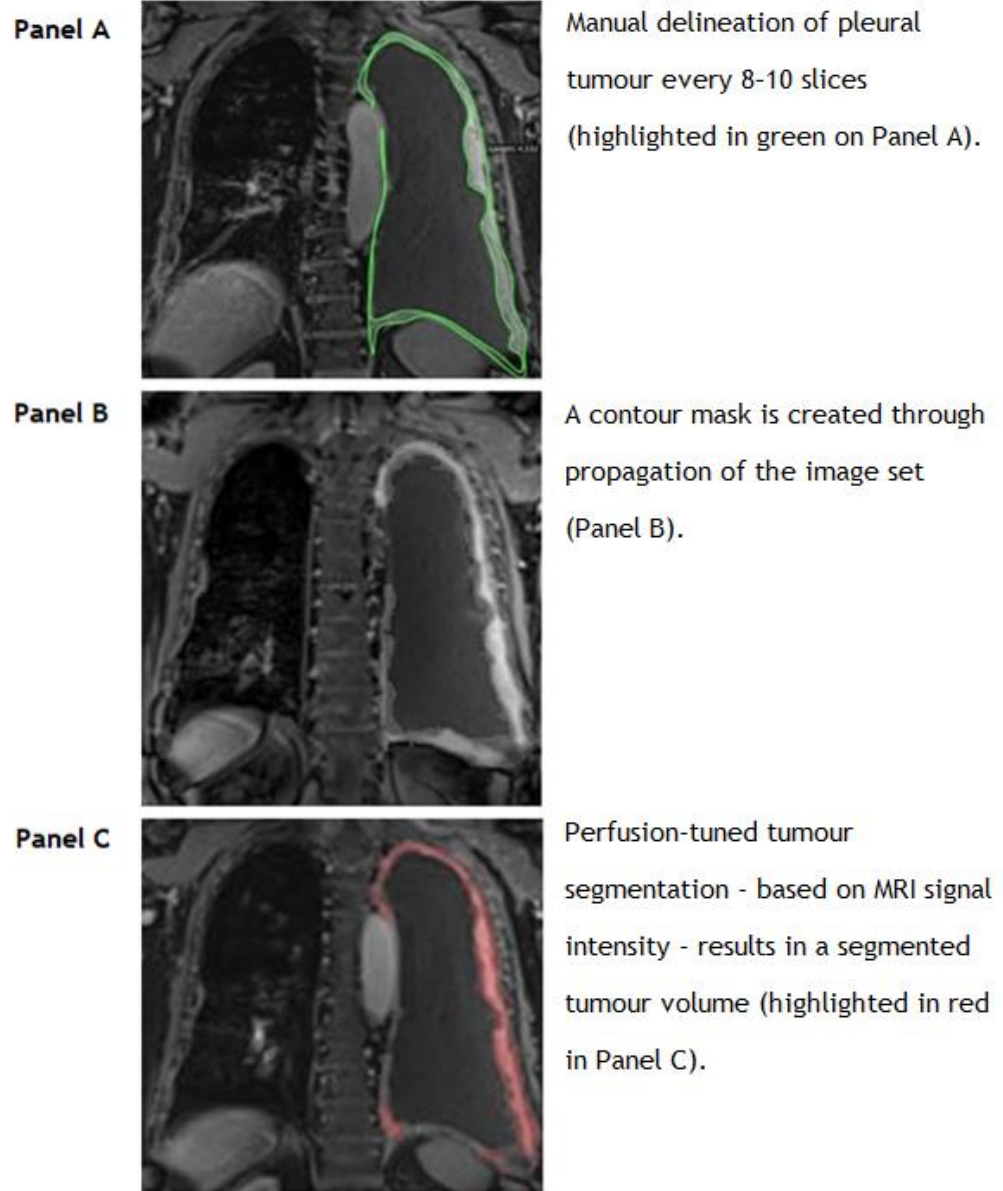 Panel A
Manual delineation of pleural
tumour every 8-10 slices
(highlighted in green on Panel A).
Panel B
A contour mask is created through
propagation of the image set
(Panel B).
Panel C
Perfusion-tuned tumour
segmentation - based on MRI signal
intensity - results in a segmented
tumour volume (highlighted in red
in Panel C).